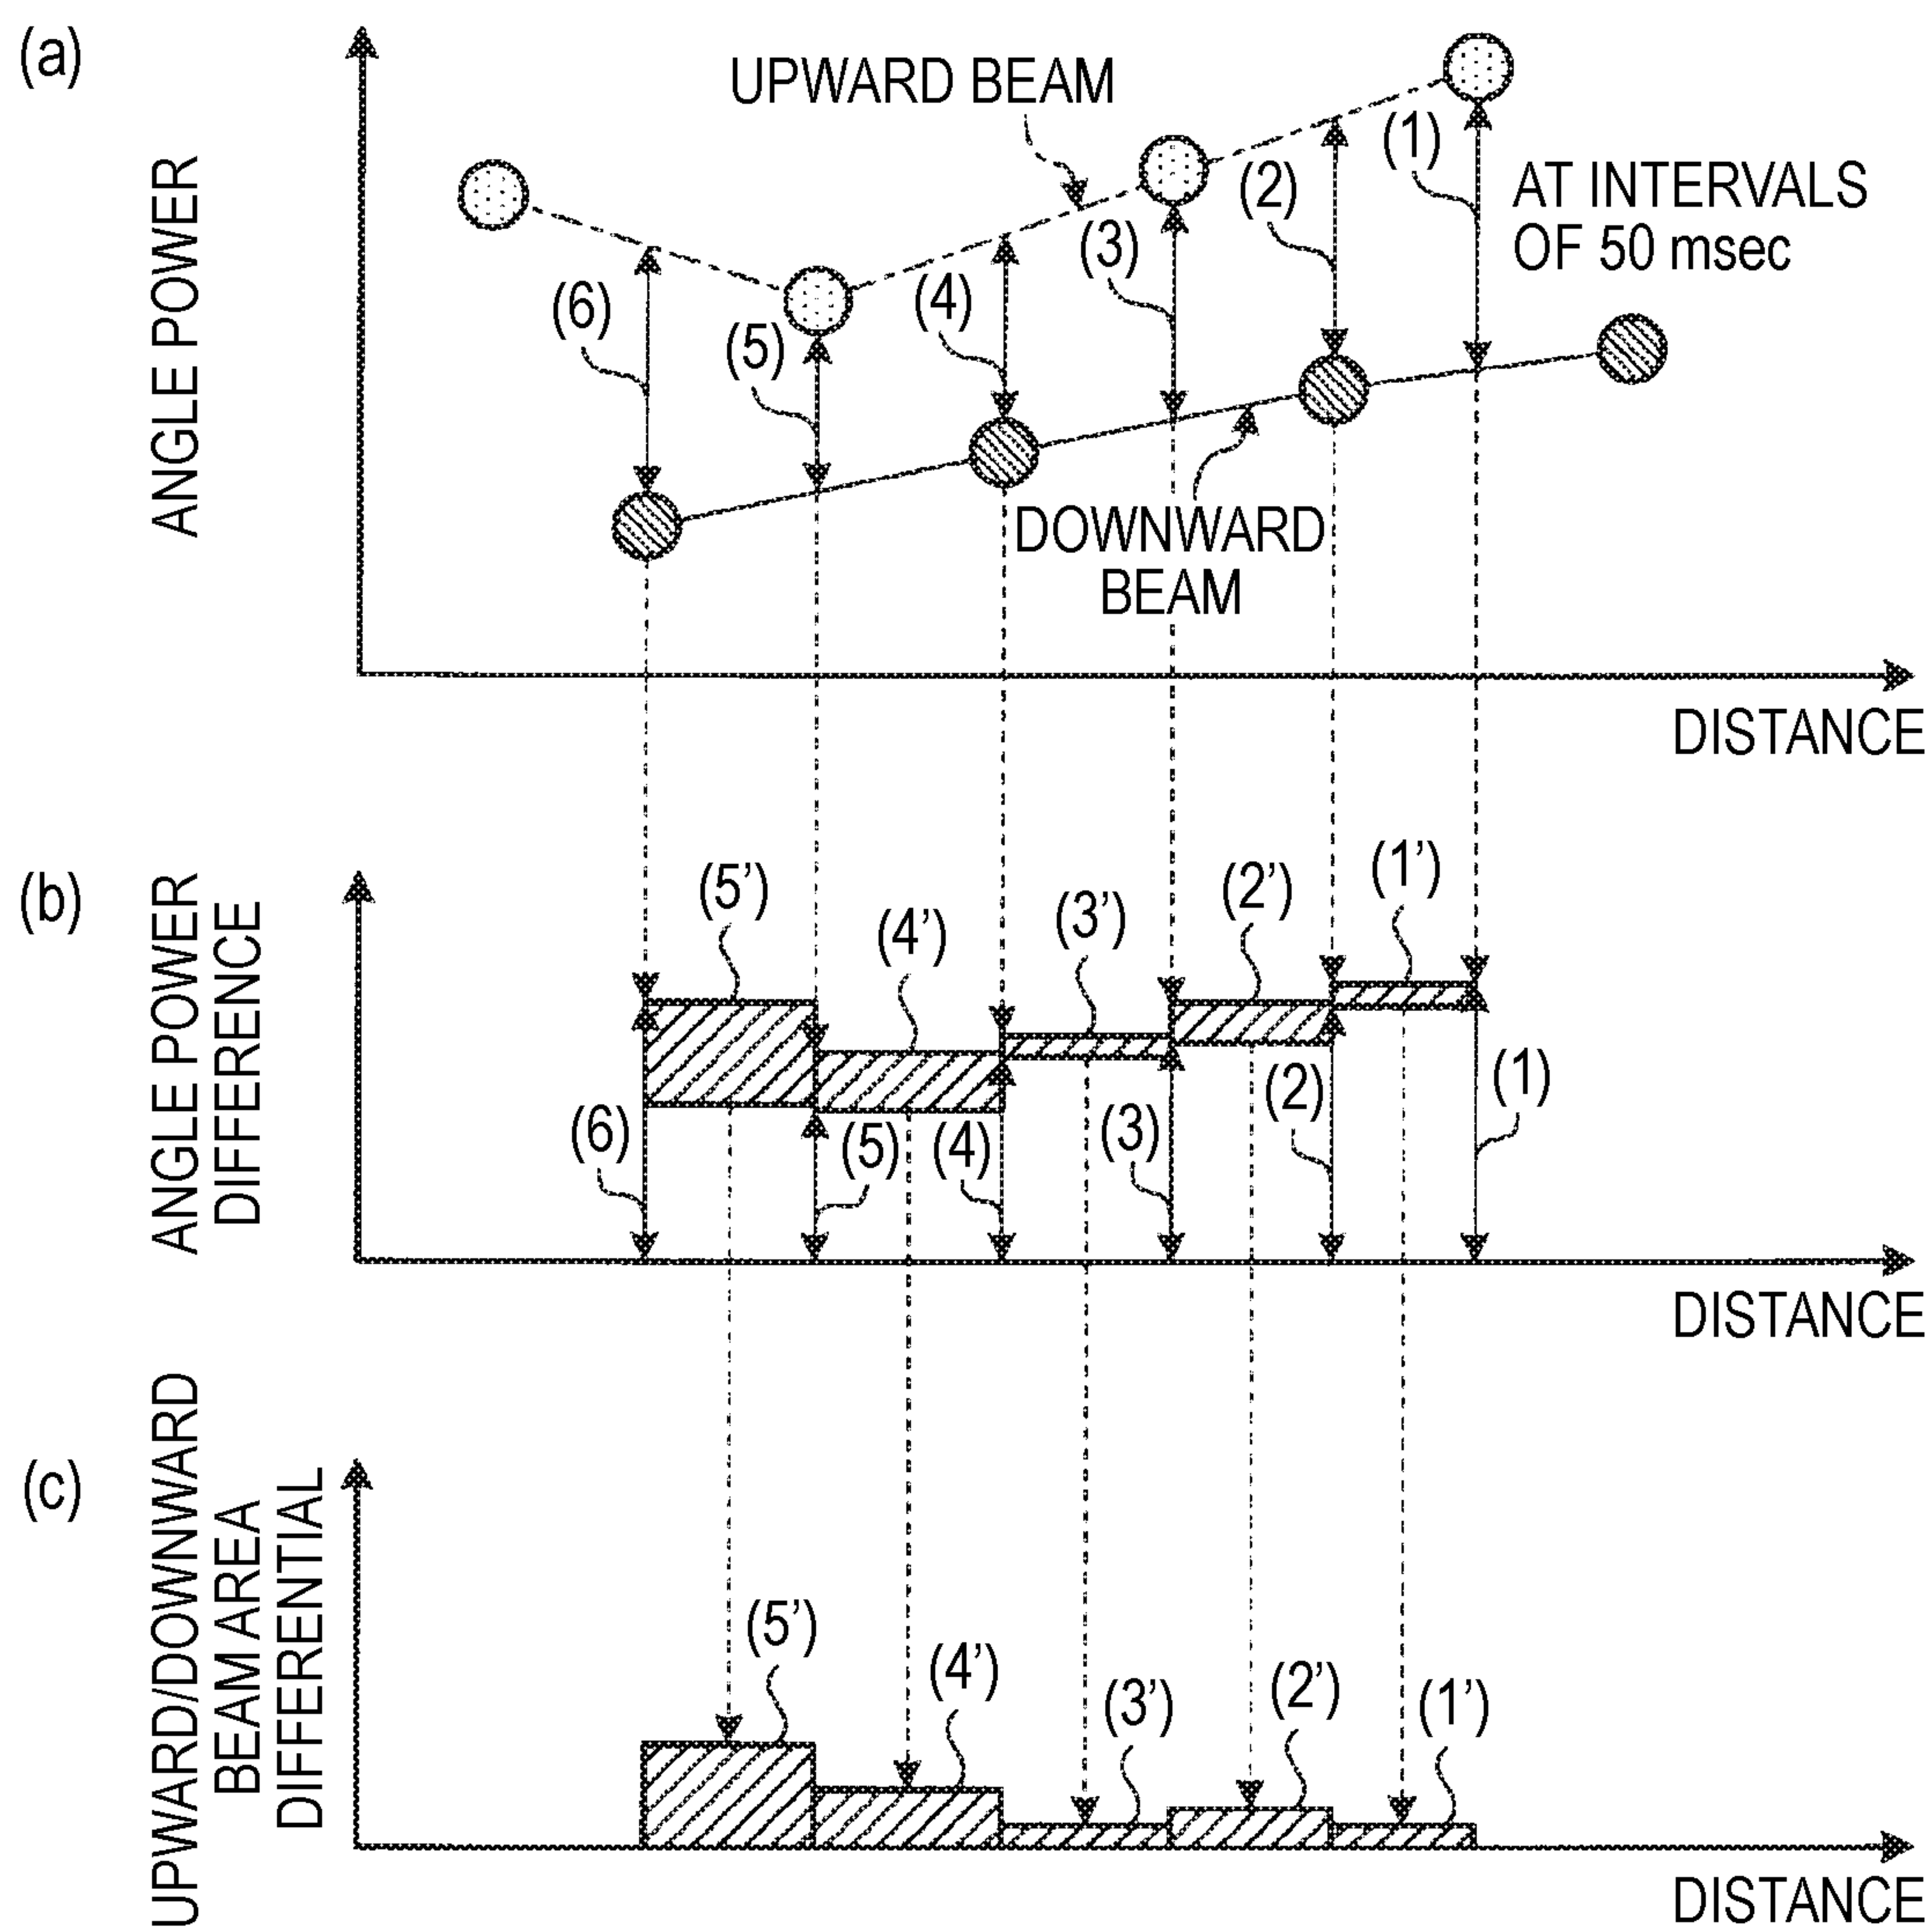 (a)
ANGLE POWER
UPWARD BEAM
(1)
(2)
(3)
(4)
(5)
(6)
AT INTERVALS
OF 50 msec
DOWNWARD
BEAM
DISTANCE
(b)
ANGLE POWER
DIFFERENCE
(5')
(4')
(3')
(2')
(1')
(6)
(5)
(4)
(3)
(2)
(1)
DISTANCE
(c)
UPWARD/DOWNWARD
BEAM AREA
DIFFERENTIAL
(5')
(4')
(3')
(2')
(1')
DISTANCE